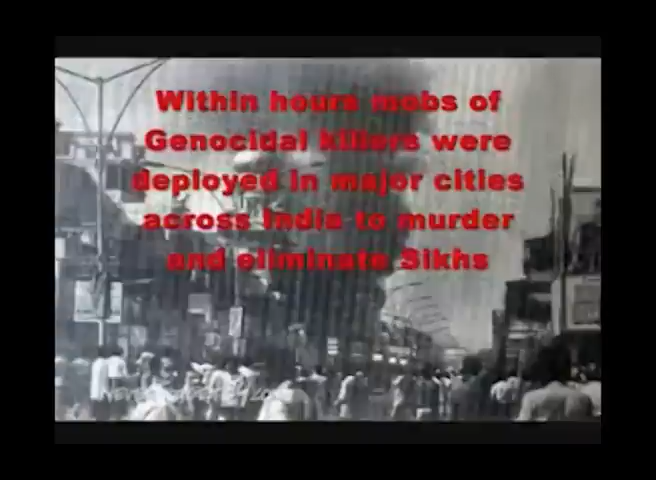 Within hours mobs of
Genocidal killers were
deployed in major cities
across India to murder
and eliminate Sikhs